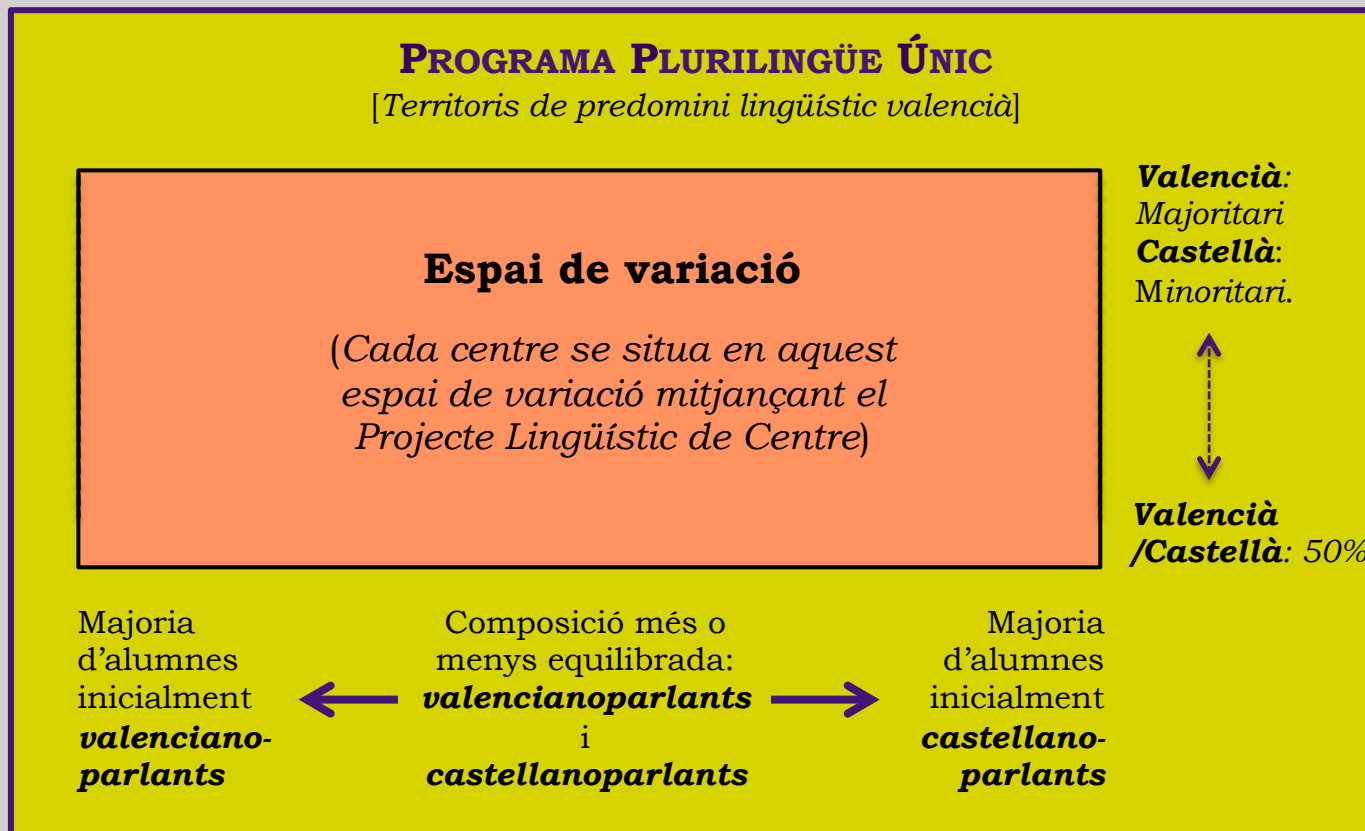 PROGRAMA PLURILINGÜE ÚNIC
[Territoris de predomini lingüístic valencià]
Espai de variació
(Cada centre se situa en aquest
espai de variació mitjançant el
Projecte Lingüístic de Centre)
Valencià:
Majoritari
Castellà:
Minoritari.
Valencià
/Castellà: 50%
Majoria
d’alumnes
inicialment
valenciano-
parlants
Composició més o
menys equilibrada:
valencianoparlants
i
castellanoparlants
Majoria
d’alumnes
inicialment
castellano-
parlants